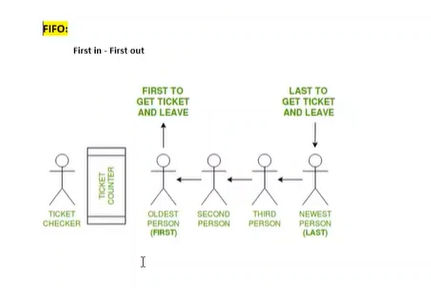 FIFO:
First in - First out
FIRST TO
GET TICKET
AND LEAVE
LAST TO
GET TICKET
AND LEAVE
TICKET
COUNTER
TICKET
CHECKER
OLDEST
PERSON
(FIRST)
SECOND
PERSON
THIRD
PERSON
NEWEST
PERSON
(LAST)